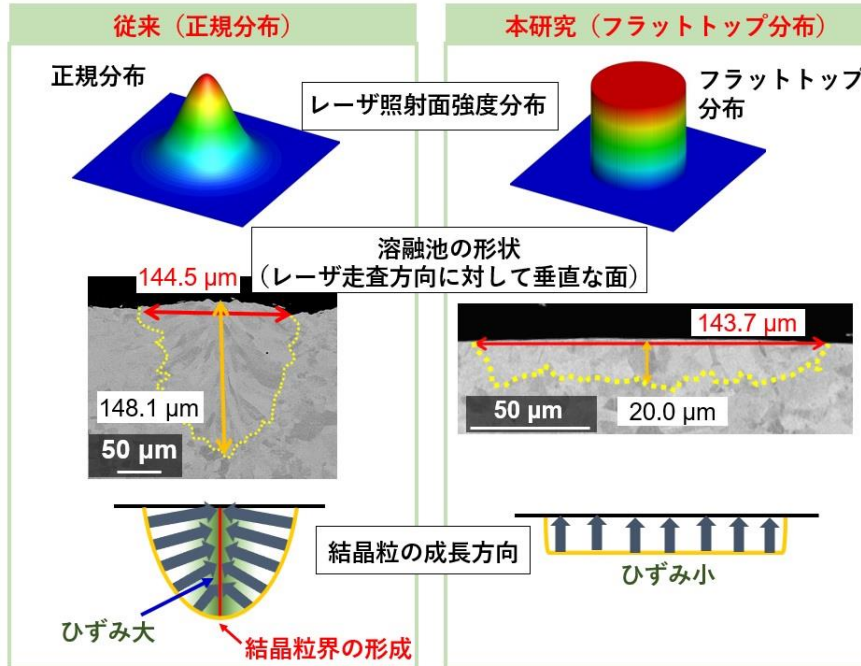 従来（正規分布）
本研究（フラットトップ分布）
正規分布
レーザ照射面強度分布
フラットトップ
分布
溶融池の形状
（レーザ走査方向に対して垂直な面）
144.5 μm
148.1 μm
50 μm
143.7 μm
50 μm
20.0 μm
結晶粒の成長方向
ひずみ大
結晶粒界の形成
ひずみ小